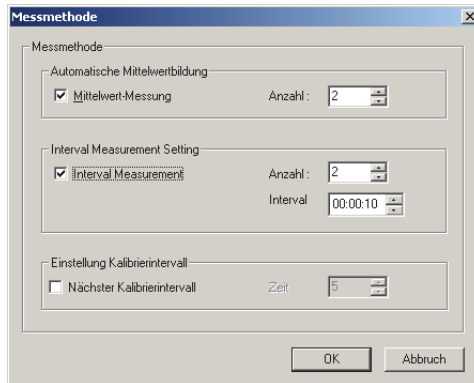 Messmethode
Messmethode
Automatische Mittelwertbildung
Mittelwert-Messung Anzahl : 2
Interval Measurement Setting
Interval Measurement Anzahl : 2
Interval 00:00:10
Einstellung Kalibrierintervall
Nächster Kalibrierintervall Zeit 5
OK Abbruch